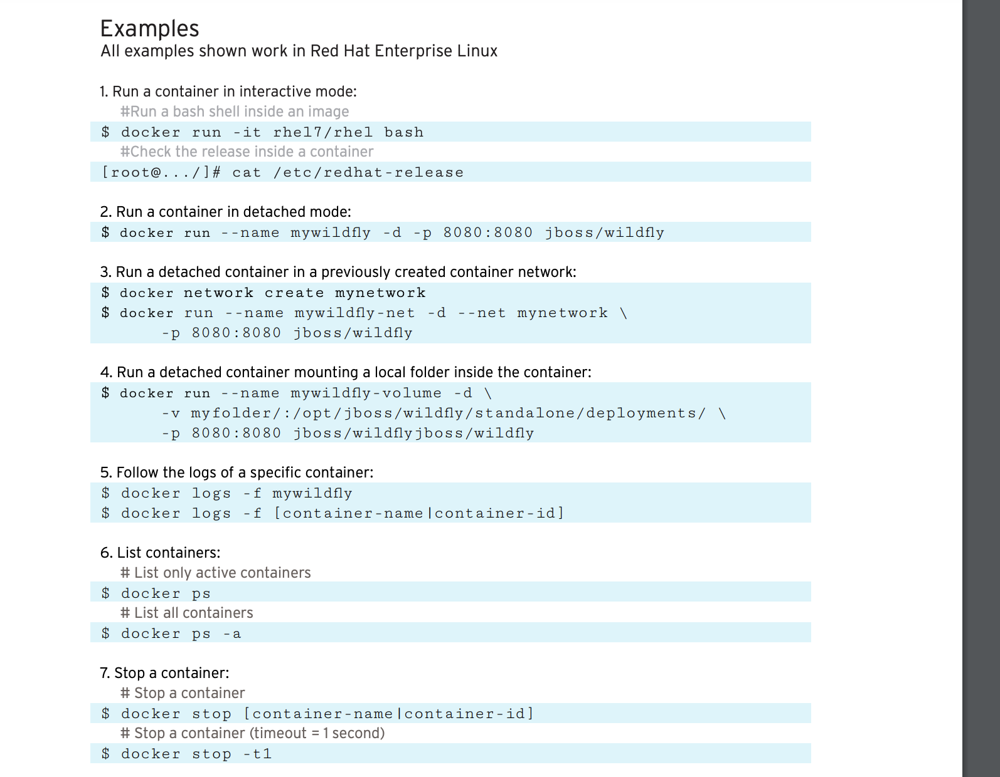 Examples
All examples shown work in Red Hat Enterprise Linux
1. Run a container in interactive mode:
#Run a bash shell inside an image
$ docker run -it rhel7/rhel bash
#Check the release inside a container
[root@.../]# cat /etc/redhat-release
2. Run a container in detached mode:
$ docker run --name mywildfly -d -p 8080:8080 jboss/wildfly
3. Run a detached container in a previously created container network:
$ docker network create mynetwork
$ docker run --name mywildfly-net -d --net mynetwork \
-p 8080:8080 jboss/wildfly
4. Run a detached container mounting a local folder inside the container:
$ docker run --name mywildfly-volume -d \
-v myfolder/:/opt/jboss/wildfly/standalone/deployments/ \
-p 8080:8080 jboss/wildflyjboss/wildfly
5. Follow the logs of a specific container:
$ docker logs -f mywildfly
$ docker logs -f [container-name|container-id]
6. List containers:
# List only active containers
$ docker ps
# List all containers
$ docker ps -a
7. Stop a container:
# Stop a container
$ docker stop [container-name|container-id]
# Stop a container (timeout = 1 second)
$ docker stop -t1